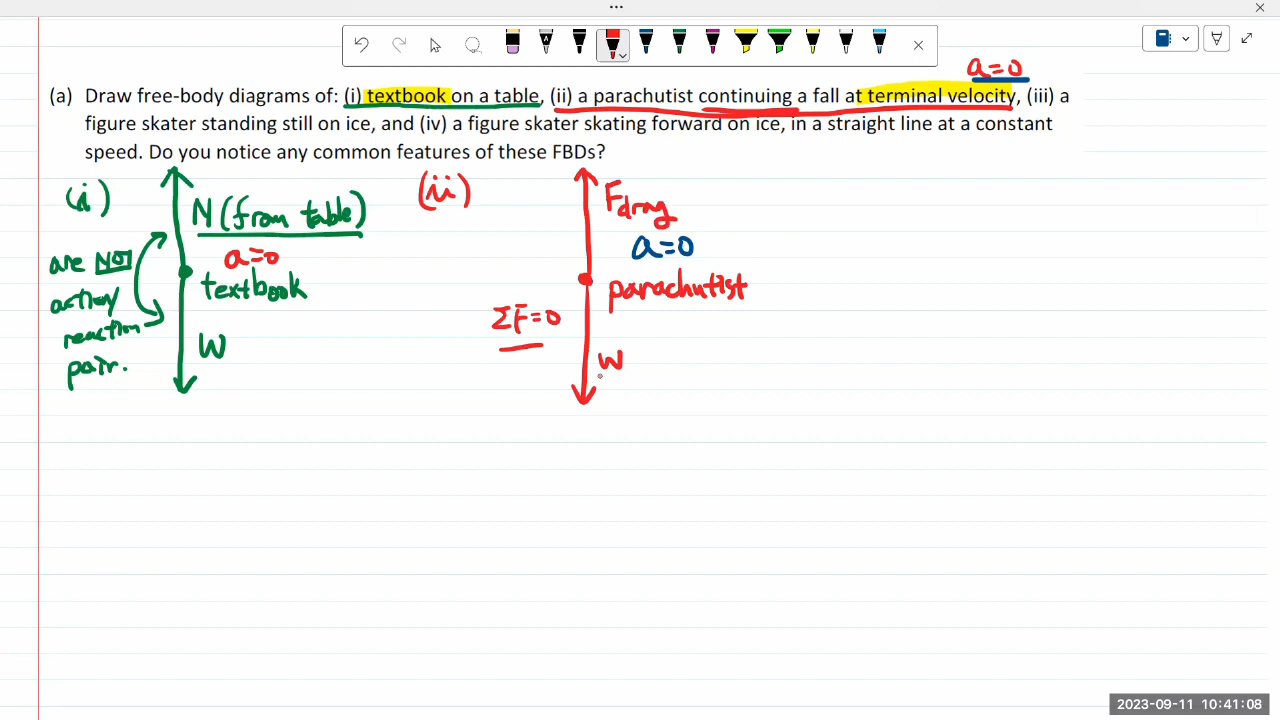 a=0
(a) Draw free-body diagrams of: (i) textbook on a table, (ii) a parachutist continuing a fall at terminal velocity, (iii) a
figure skater standing still on ice, and (iv) a figure skater skating forward on ice, in a straight line at a constant
speed. Do you notice any common features of these FBDs?
(i)
N (from table)
a=0
textbook
are NOT
action/
reaction
pair.
W
(ii)
Fdrag
a=0
parachutist
ΣF=0
W
2023-09-11 10:41:08